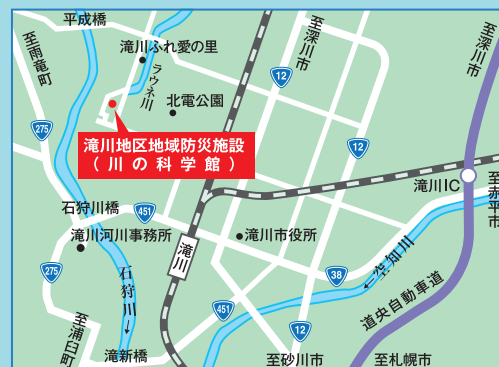 平成橋
至雨竜町
滝川ふれ愛の里
ラウネ川
北電公園
至深川市
12
至深川市
275
12
滝川地区地域防災施設
(川の科学館)
滝川IC
至赤平市
石狩川橋
451
滝川河川事務所
滝川
滝川市役所
275
石狩川→
38
←空知川
451
道央自動車道
12
至浦臼町
滝新橋
至砂川市
至札幌市